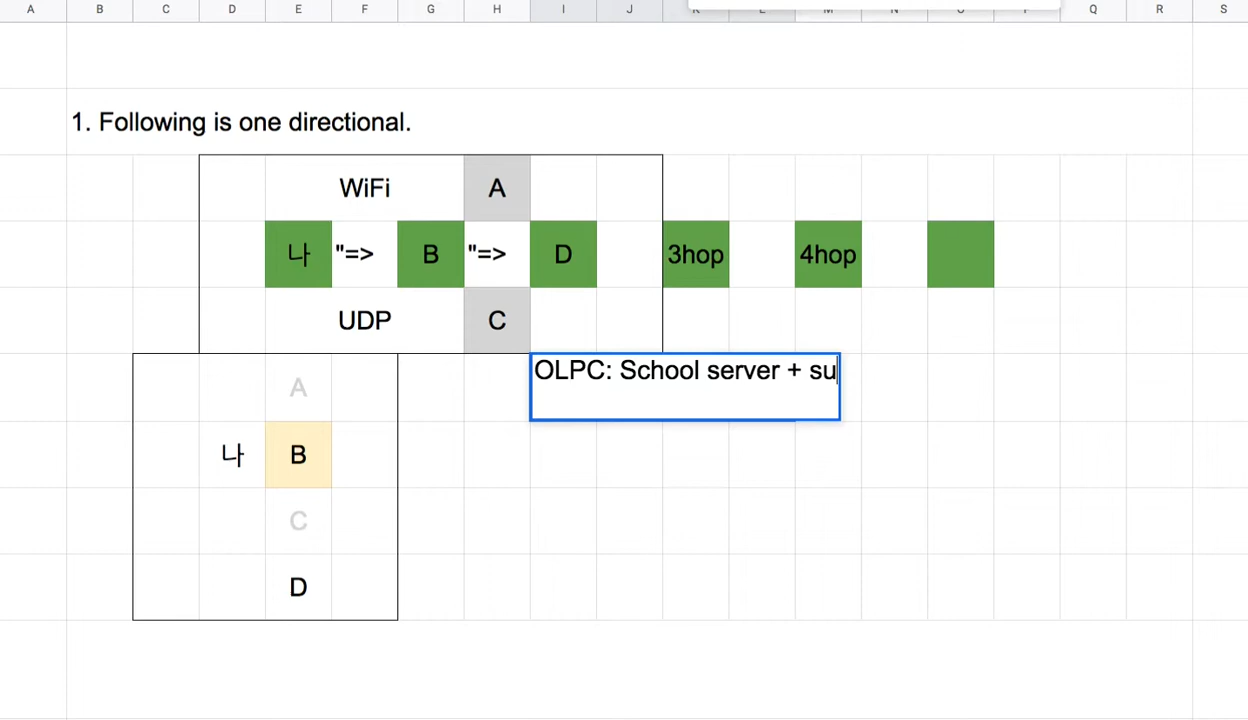 A B C D E F G H I J K L M N O P Q R S
1. Following is one directional.
WiFi A
나 "=> B "=> D 3hop 4hop
UDP C
A
OLPC: School server + su
나 B
C
D